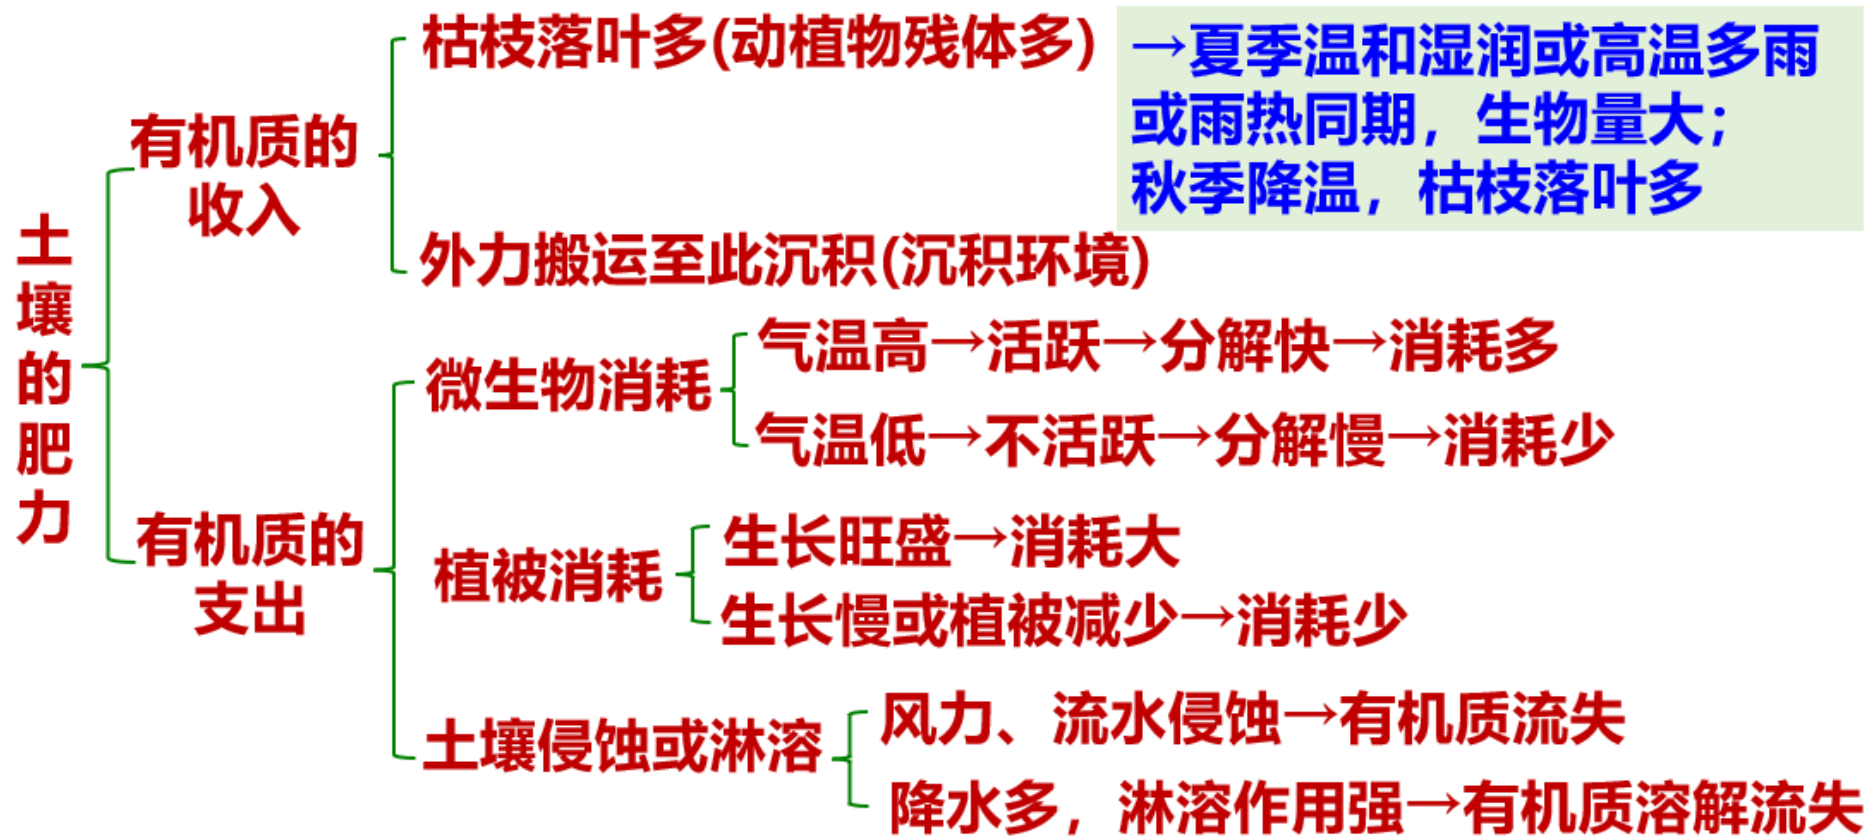 土壤的肥力
有机质的
收入
枯枝落叶多(动植物残体多)
→夏季温和湿润或高温多雨
或雨热同期，生物量大；
秋季降温，枯枝落叶多
外力搬运至此沉积(沉积环境)
有机质的
支出
微生物消耗
气温高→活跃→分解快→消耗多
气温低→不活跃→分解慢→消耗少
植被消耗
生长旺盛→消耗大
生长慢或植被减少→消耗少
土壤侵蚀或淋溶
风力、流水侵蚀→有机质流失
降水多，淋溶作用强→有机质溶解流失